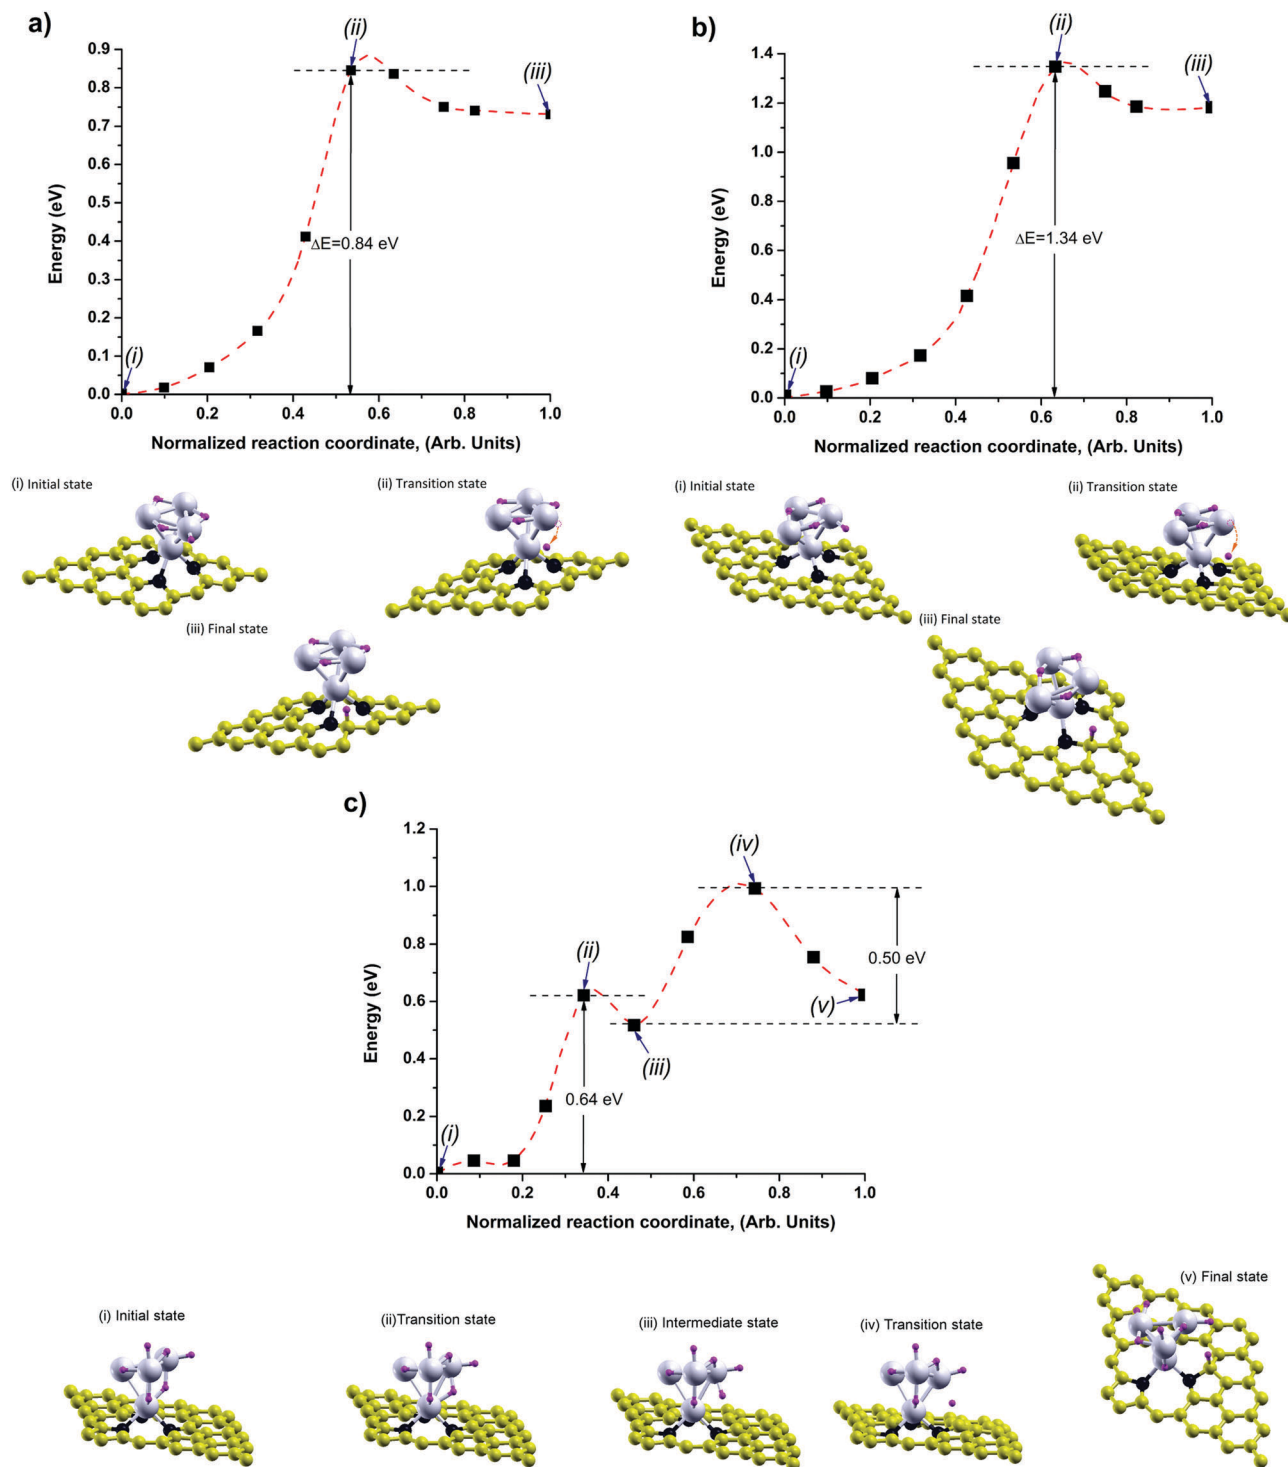 a)
(ii)
(iii)
(i)
0.9
0.8
0.7
0.6
0.5
0.4
0.3
0.2
0.1
0.0
Energy (eV)
ΔE=0.84 eV
0.0 0.2 0.4 0.6 0.8 1.0
Normalized reaction coordinate, (Arb. Units)
b)
(ii)
(iii)
(i)
1.4
1.2
1.0
0.8
0.6
0.4
0.2
0.0
Energy (eV)
ΔE=1.34 eV
0.0 0.2 0.4 0.6 0.8 1.0
Normalized reaction coordinate, (Arb. Units)
(i) Initial state
(ii) Transition state
(iii) Final state
(i) Initial state
(ii) Transition state
(iii) Final state
c)
1.2
1.0
0.8
0.6
0.4
0.2
0.0
Energy (eV)
(i)
(ii)
(iii)
(iv)
(v)
0.64 eV
0.50 eV
0.0 0.2 0.4 0.6 0.8 1.0
Normalized reaction coordinate, (Arb. Units)
(i) Initial state
(ii)Transition state
(iii) Intermediate state
(iv) Transition state
(v) Final state